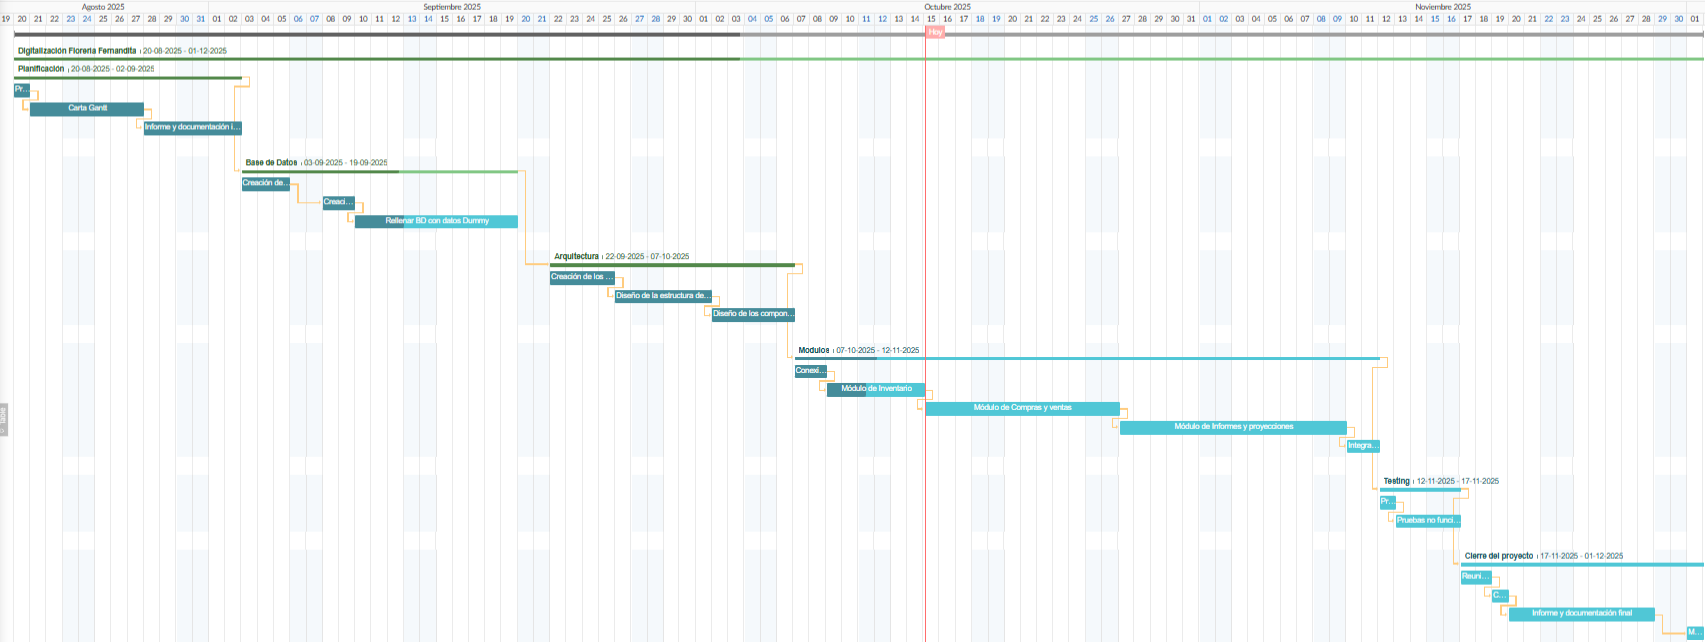 Agosto 2025 Septiembre 2025 Octubre 2025 Noviembre 2025
19 20 21 22 23 24 25 26 27 28 29 30 31 01 02 03 04 05 06 07 08 09 10 11 12 13 14 15 16 17 18 19 20 21 22 23 24 25 26 27 28 29 30 01 02 03 04 05 06 07 08 09 10 11 12 13 14 15 16 17 18 19 20 21 22 23 24 25 26 27 28 29 30 31 01 02 03 04 05 06 07 08 09 10 11 12 13 14 15 16 17 18 19 20 21 22 23 24 25 26 27 28 29 30 01
Hoy
Digitalización Florería Fernandita : 20-08-2025 - 01-12-2025
Planificación : 20-08-2025 - 02-09-2025
Pr...
Carta Gantt
Informe y documentación i...
Base de Datos : 03-09-2025 - 19-09-2025
Creación de...
Creaci...
Rellenar BD con datos Dummy
Arquitectura : 22-09-2025 - 07-10-2025
Creación de los ...
Diseño de la estructura de...
Diseño de los compon...
Modulos : 07-10-2025 - 12-11-2025
Conexi...
Módulo de Inventario
Módulo de Compras y ventas
Table
Módulo de Informes y proyecciones
Integra...
Testing : 12-11-2025 - 17-11-2025
Pr...
Pruebas no funci...
Cierre del proyecto : 17-11-2025 - 01-12-2025
Reuni...
C...
Informe y documentación final
M...